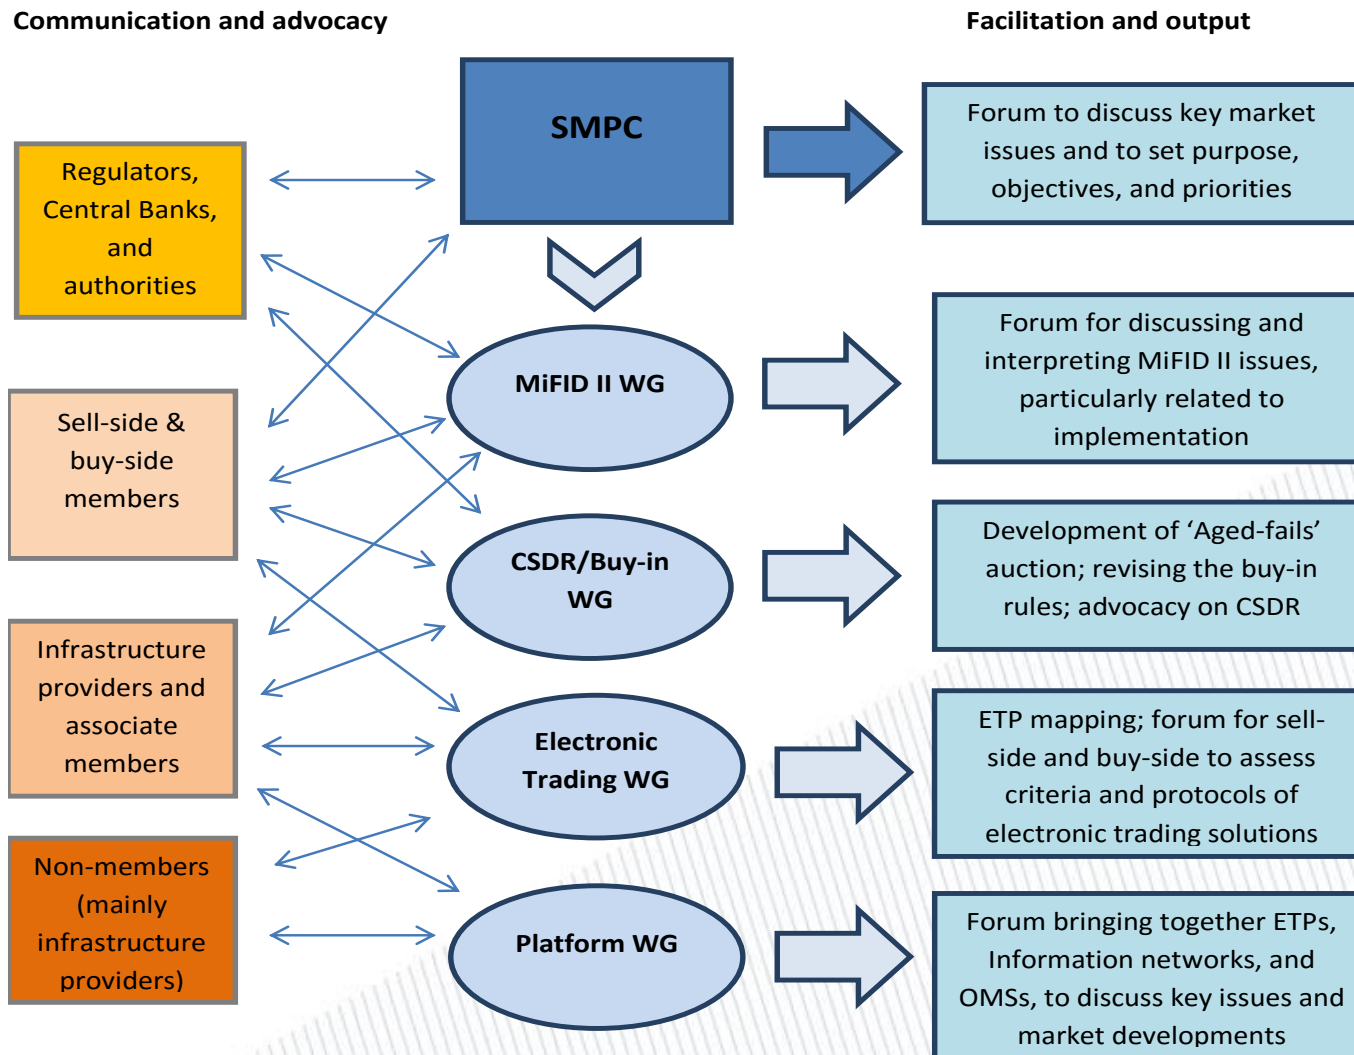 Communication and advocacy
Facilitation and output
Regulators,
Central Banks,
and
authorities
Sell-side &
buy-side
members
Infrastructure
providers and
associate
members
Non-members
(mainly
infrastructure
providers)
SMPC
MiFID II WG
CSDR/Buy-in
WG
Electronic
Trading WG
Platform WG
Forum to discuss key market
issues and to set purpose,
objectives, and priorities
Forum for discussing and
interpreting MiFID II issues,
particularly related to
implementation
Development of ‘Aged-fails’
auction; revising the buy-in
rules; advocacy on CSDR
ETP mapping; forum for sell-
side and buy-side to assess
criteria and protocols of
electronic trading solutions
Forum bringing together ETPs,
Information networks, and
OMSs, to discuss key issues and
market developments